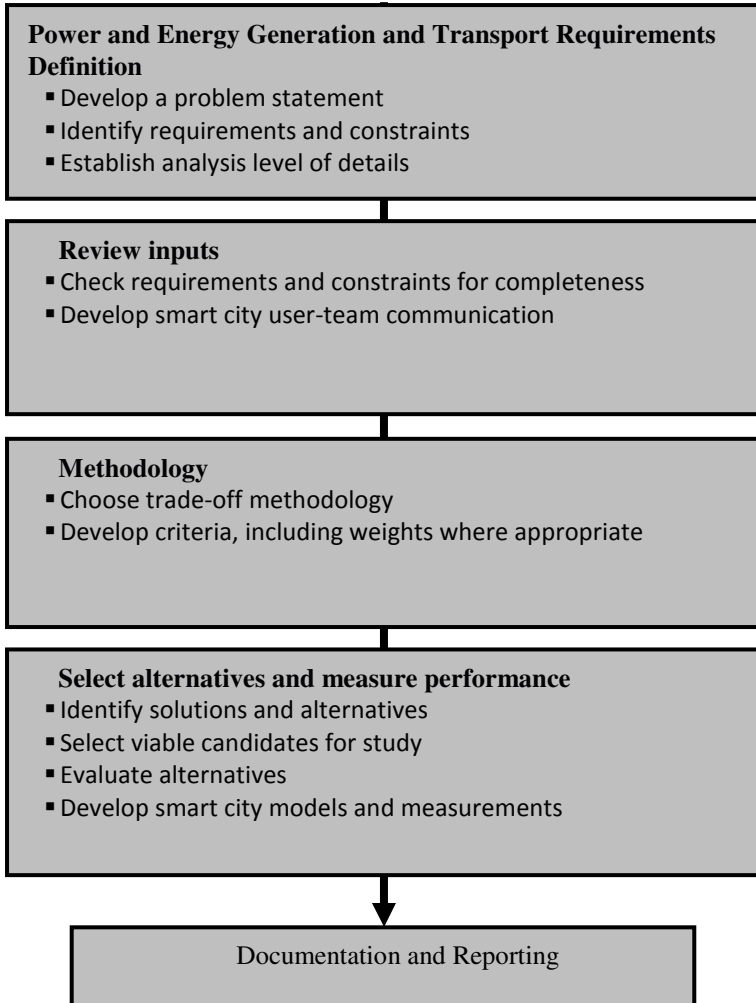 Power and Energy Generation and Transport Requirements
Definition
▪ Develop a problem statement
▪ Identify requirements and constraints
▪ Establish analysis level of details
Review inputs
▪ Check requirements and constraints for completeness
▪ Develop smart city user-team communication
Methodology
▪ Choose trade-off methodology
▪ Develop criteria, including weights where appropriate
Select alternatives and measure performance
▪ Identify solutions and alternatives
▪ Select viable candidates for study
▪ Evaluate alternatives
▪ Develop smart city models and measurements
Documentation and Reporting